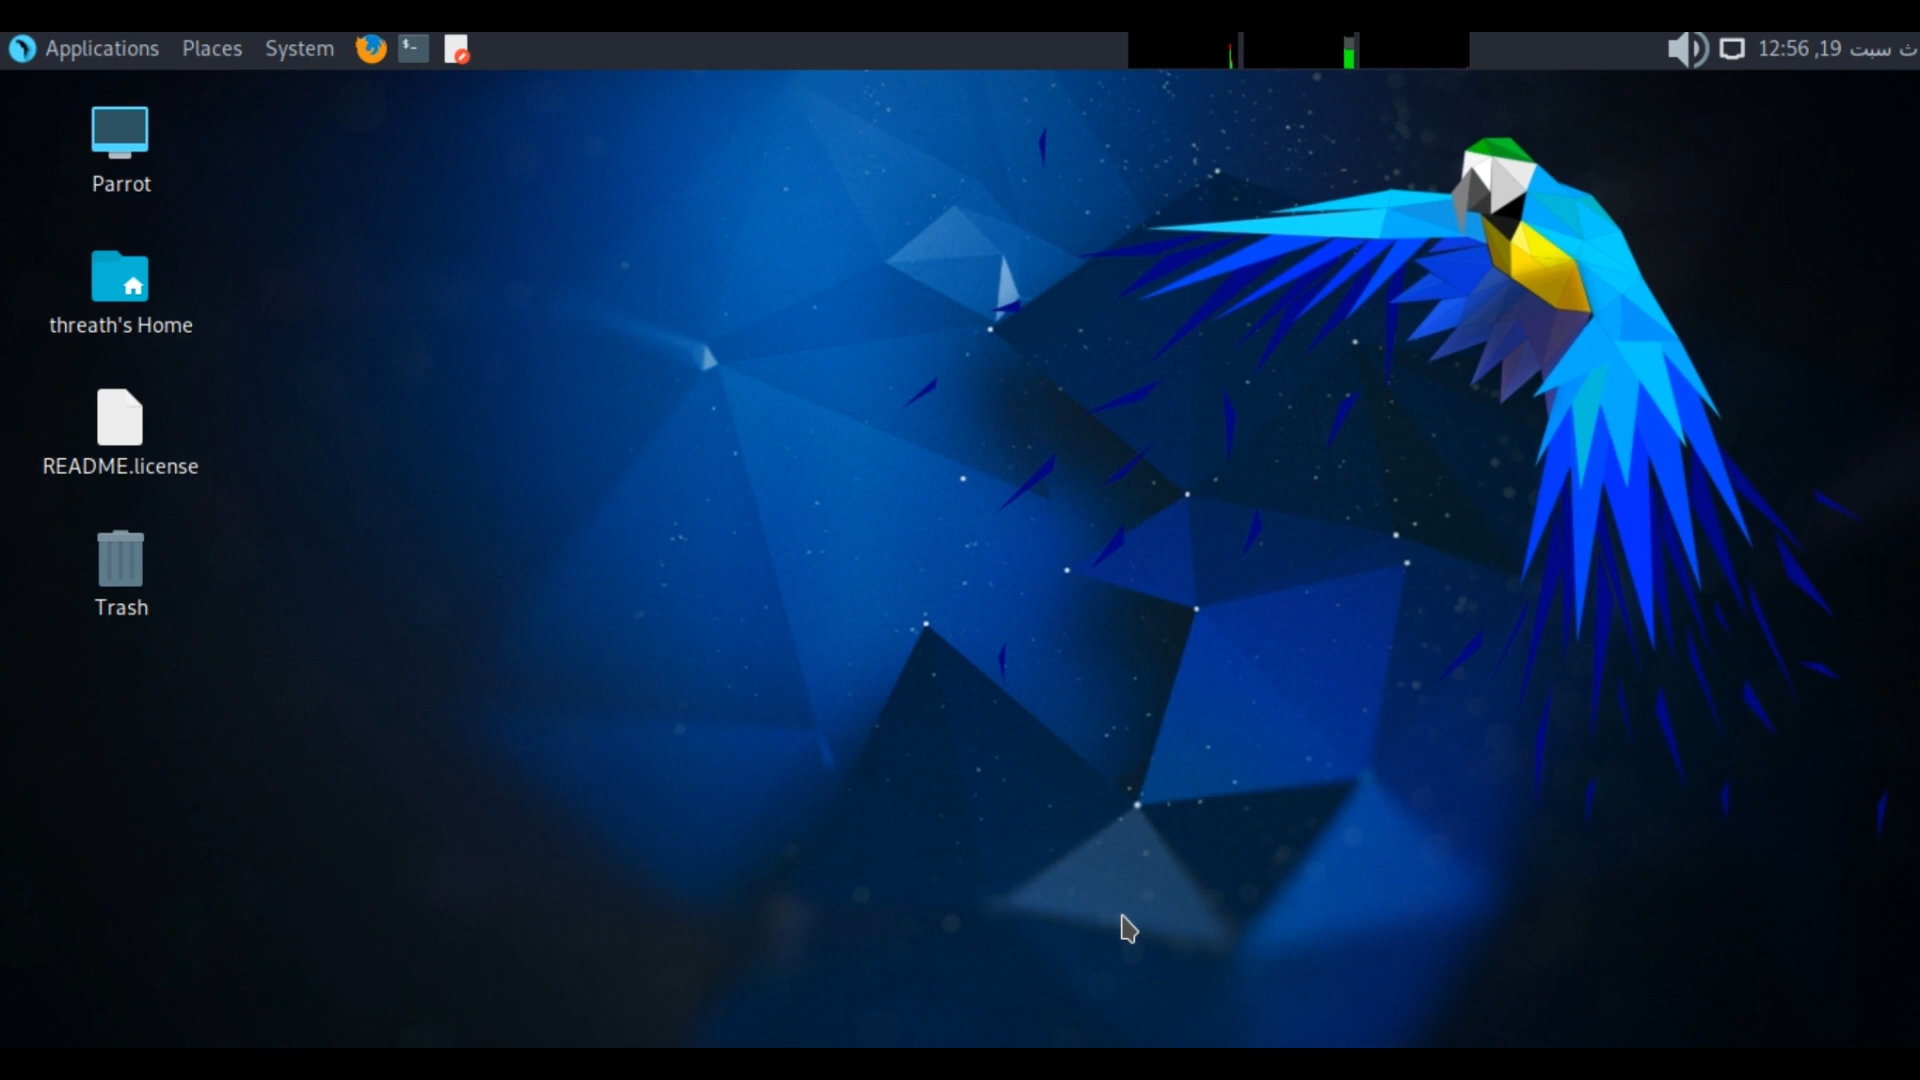 Applications Places System $- 12:56 ,19 ث سبت
Parrot
threath's Home
README.license
Trash